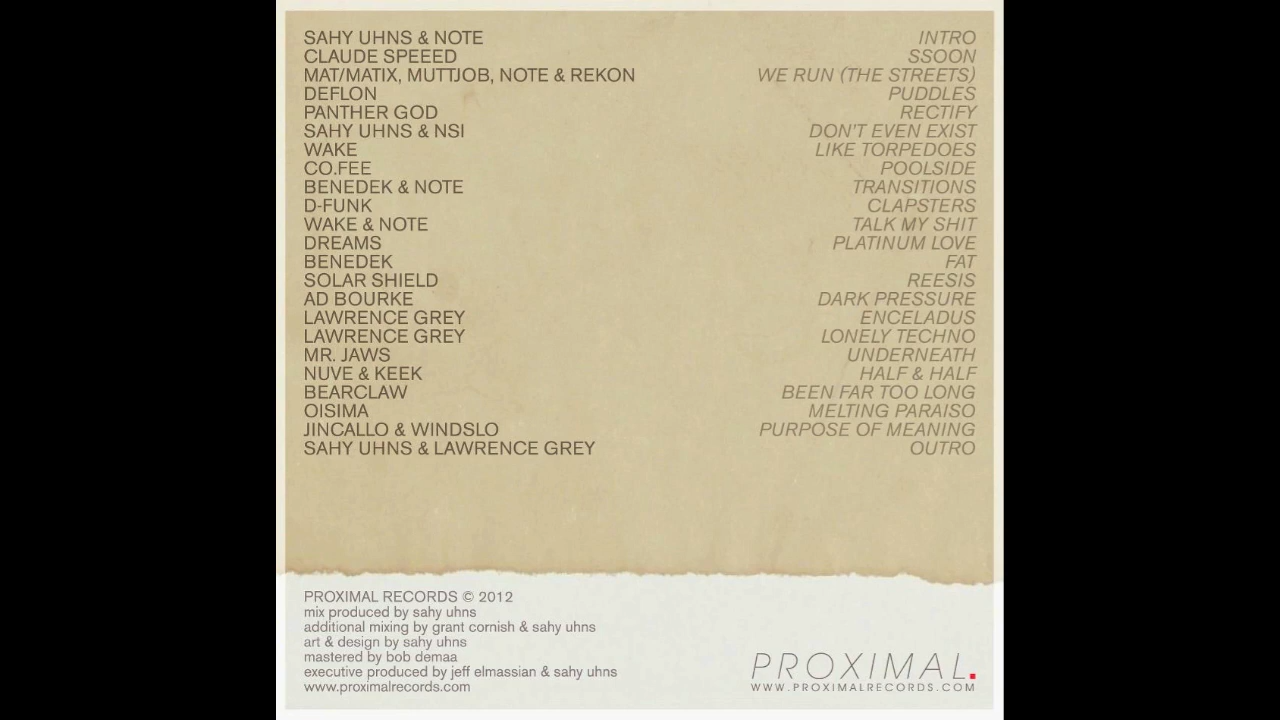 SAHY UHNS & NOTE INTRO
CLAUDE SPEEED SSOON
MAT/MATIX, MUTTJOB, NOTE & REKON WE RUN (THE STREETS)
DEFLON PUDDLES
PANTHER GOD RECTIFY
SAHY UHNS & NSI DON'T EVEN EXIST
WAKE LIKE TORPEDOES
CO.FEE POOLSIDE
BENEDEK & NOTE TRANSITIONS
D-FUNK CLAPSTERS
WAKE & NOTE TALK MY SHIT
DREAMS PLATINUM LOVE
BENEDEK FAT
SOLAR SHIELD REESIS
AD BOURKE DARK PRESSURE
LAWRENCE GREY ENCELADUS
LAWRENCE GREY LONELY TECHNO
MR. JAWS UNDERNEATH
NUVE & KEEK HALF & HALF
BEARCLAW BEEN FAR TOO LONG
OISIMA MELTING PARAISO
JINCALLO & WINDSLO PURPOSE OF MEANING
SAHY UHNS & LAWRENCE GREY OUTRO
PROXIMAL RECORDS © 2012
mix produced by sahy uhns
additional mixing by grant cornish & sahy uhns
art & design by sahy uhns
mastered by bob demaa
executive produced by jeff elmassian & sahy uhns
www.proximalrecords.com
PROXIMAL.
WWW.PROXIMALRECORDS.COM